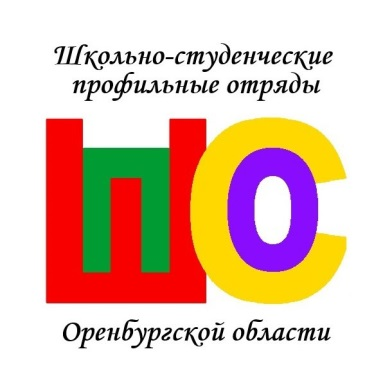 Школьно-студенческие
профильные отряды
ШПСО
Оренбургской области